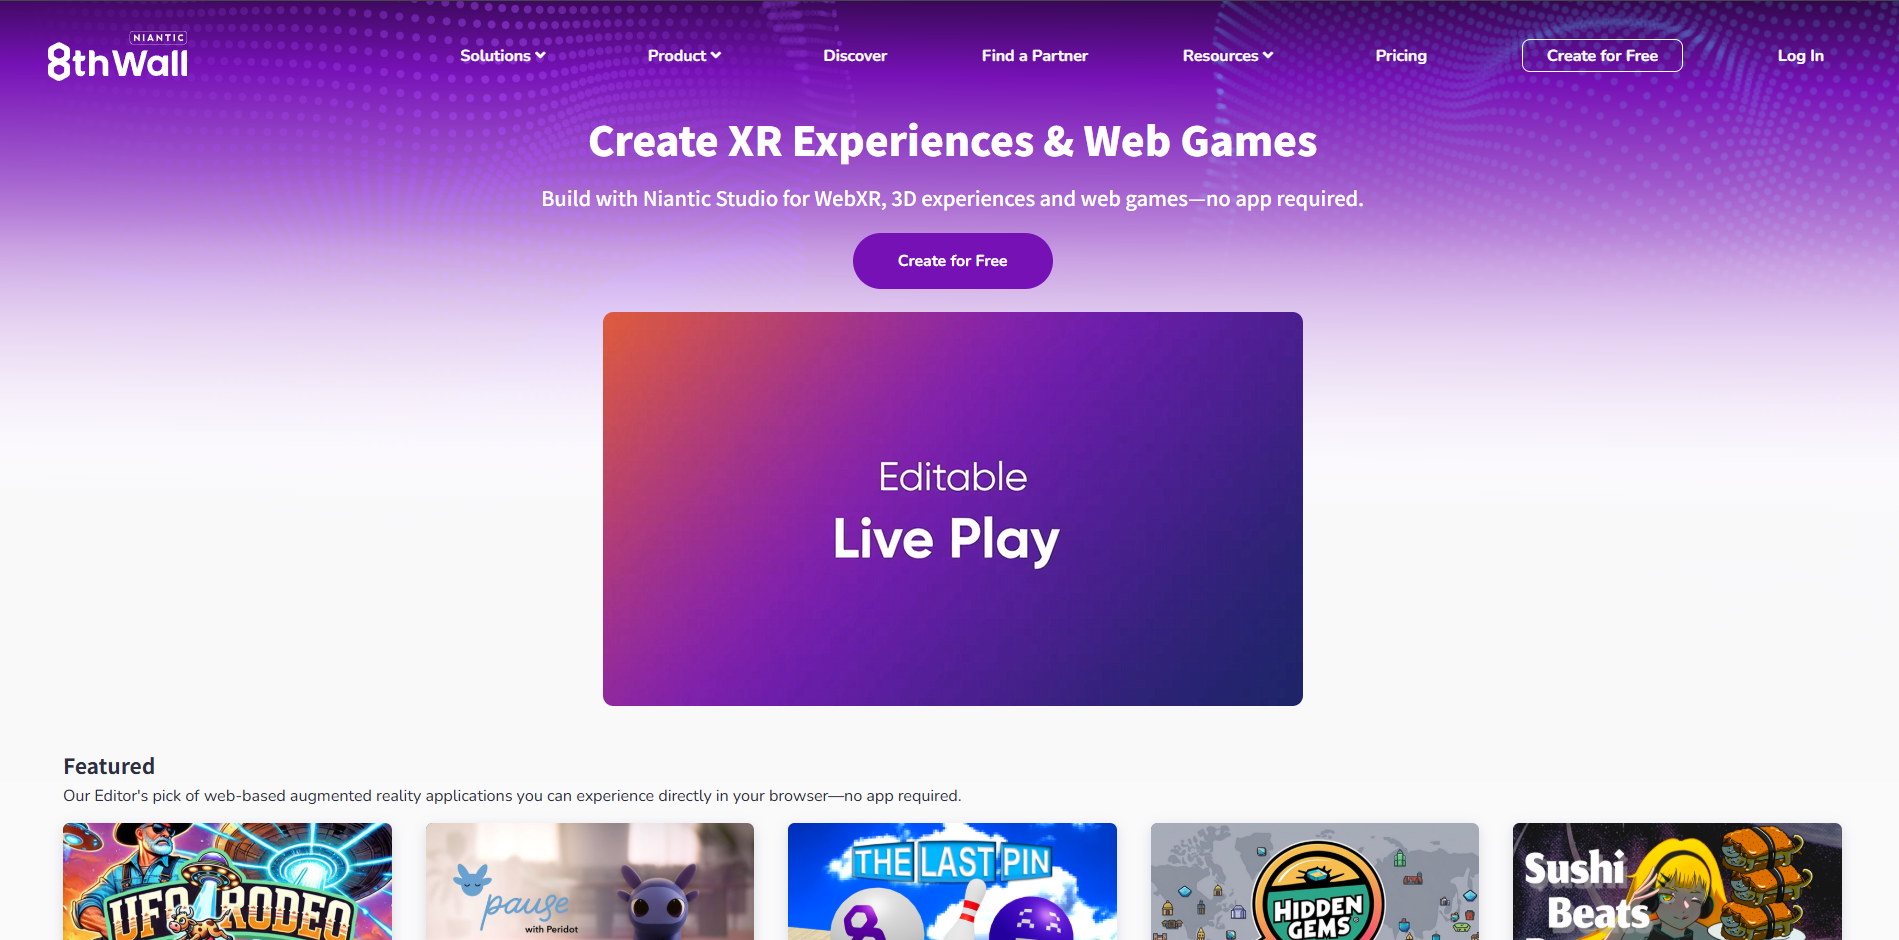 NIANTIC
8thWall
Solutions
Product
Discover
Find a Partner
Resources
Pricing
Create for Free
Log In
Create XR Experiences & Web Games
Build with Niantic Studio for WebXR, 3D experiences and web games—no app required.
Create for Free
Editable
Live Play
Featured
Our Editor's pick of web-based augmented reality applications you can experience directly in your browser—no app required.
UFO RODEO
pause
with Peridot
THE LAST PIN
8
HIDDEN
GEMS
Sushi
Beats